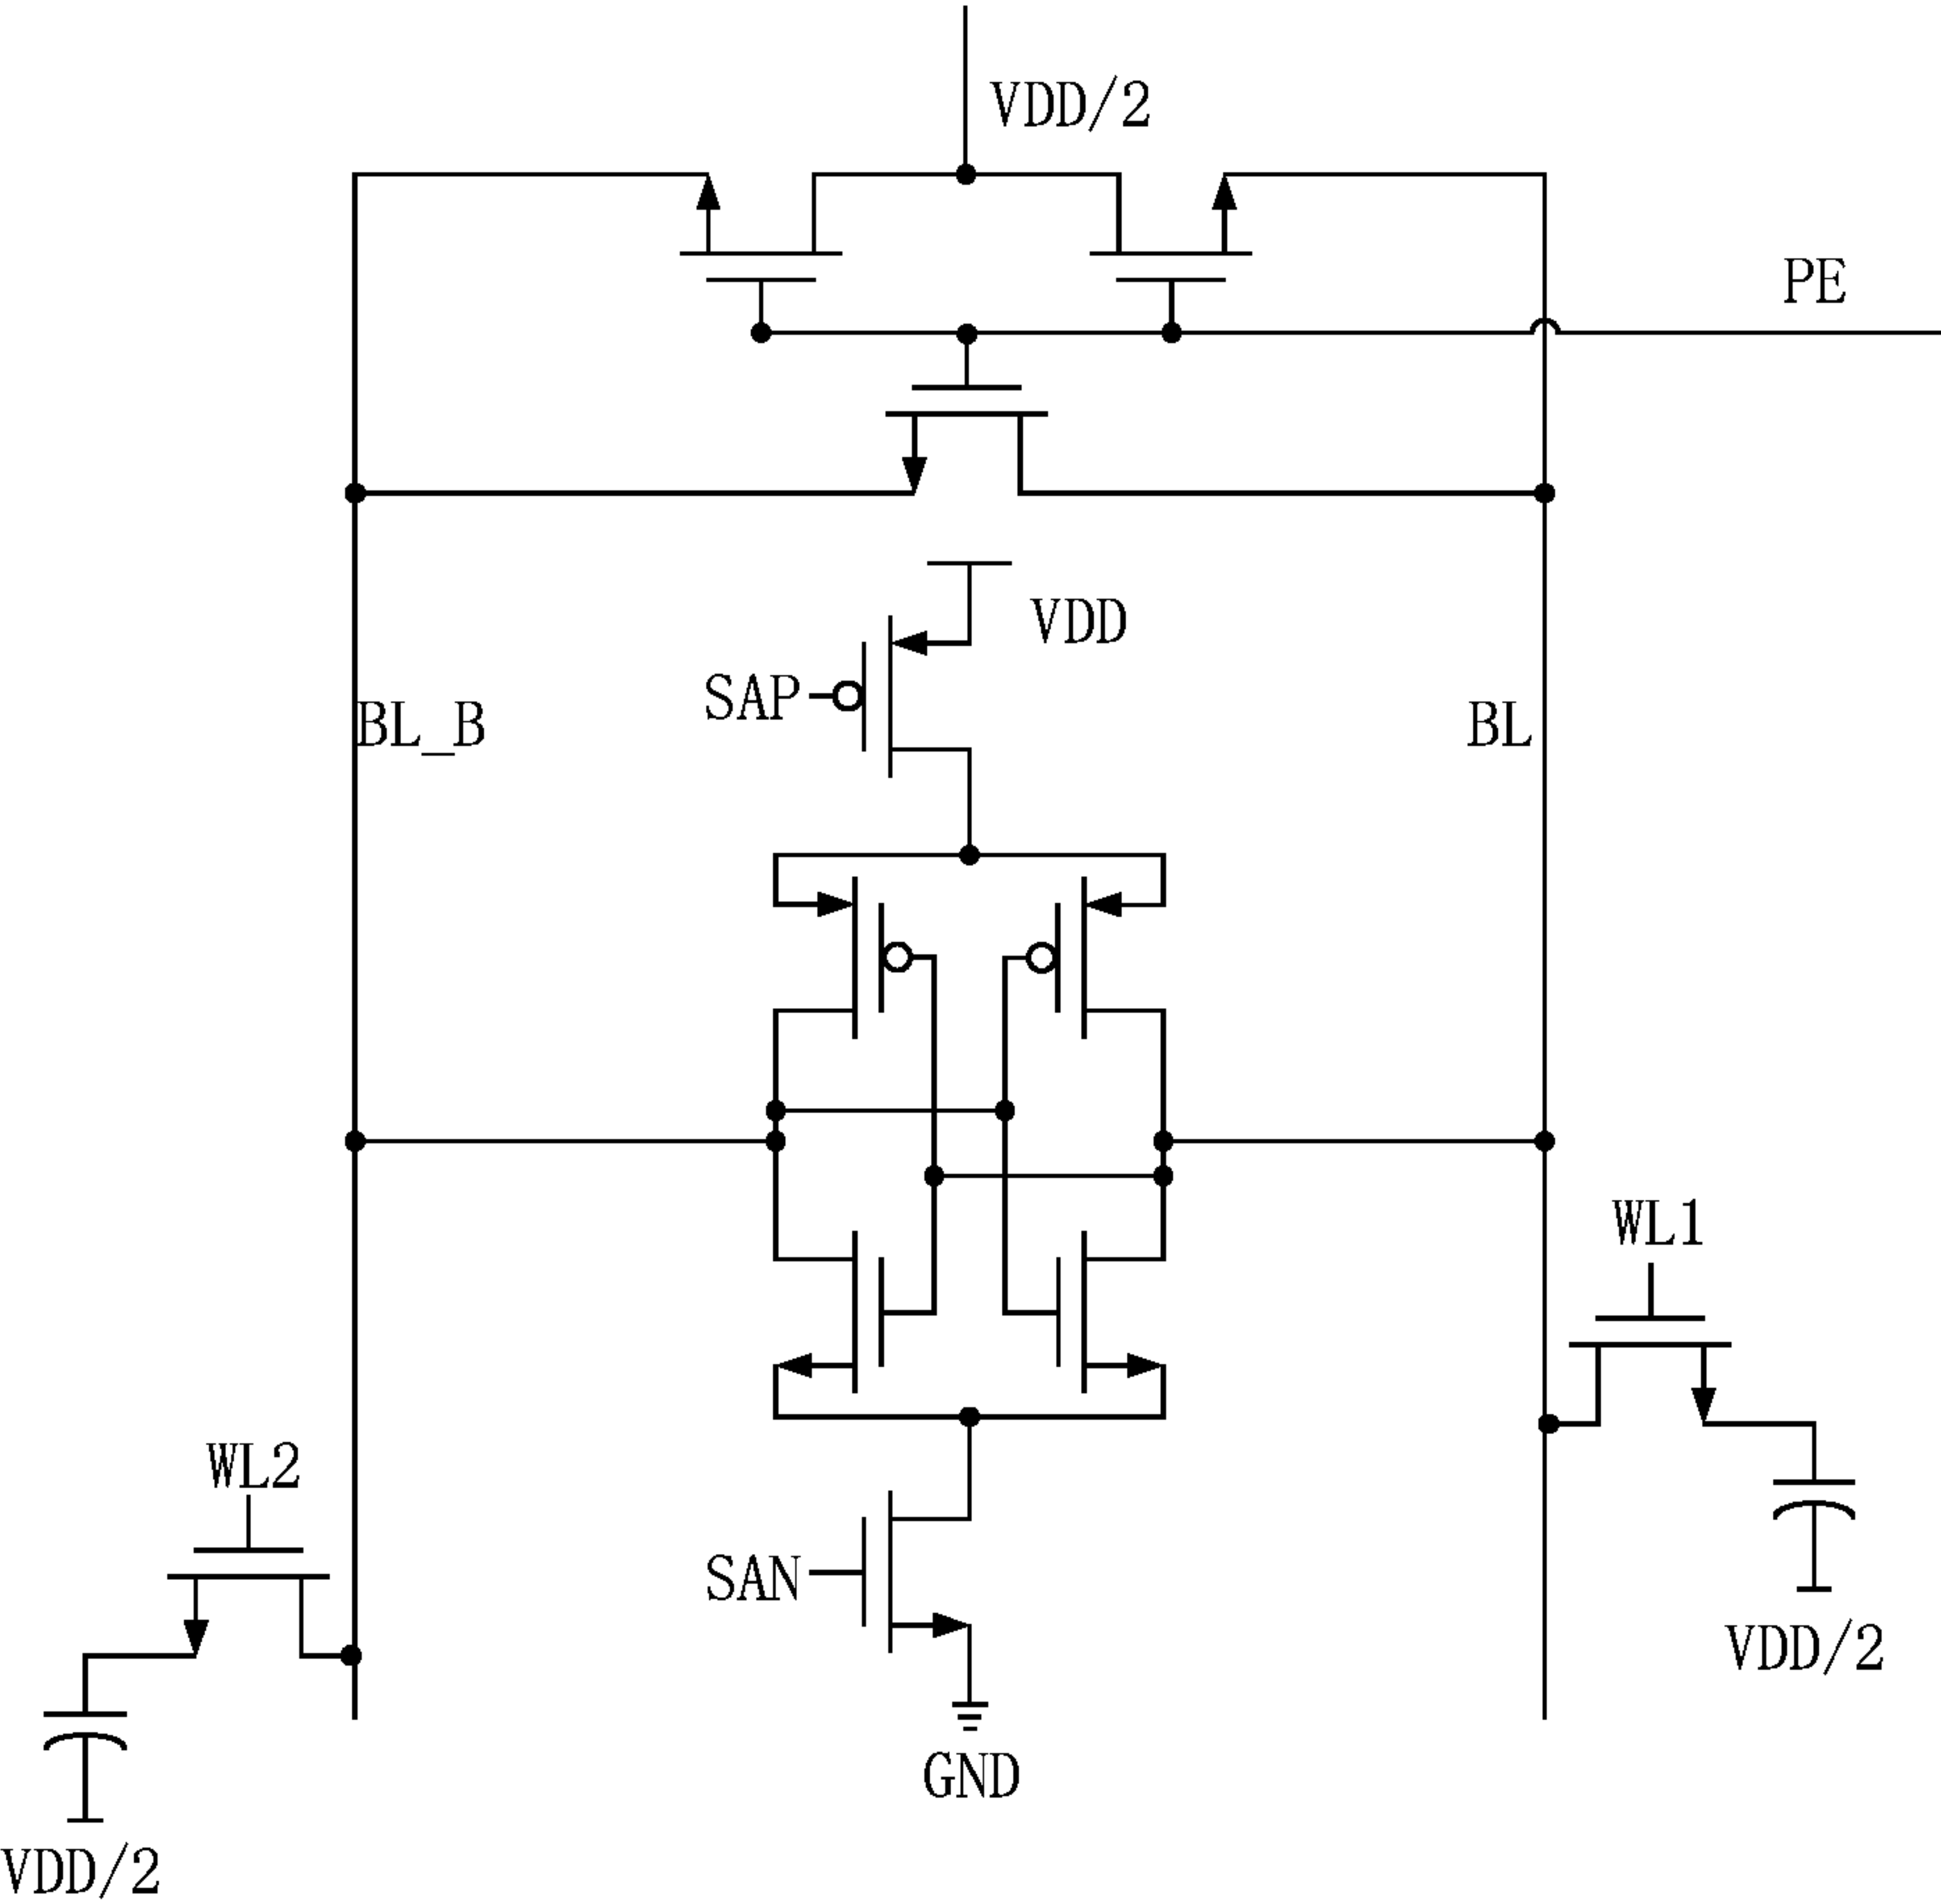 VDD/2
PE
VDD
SAP
BL_B
BL
WL1
WL2
SAN
VDD/2
GND
VDD/2